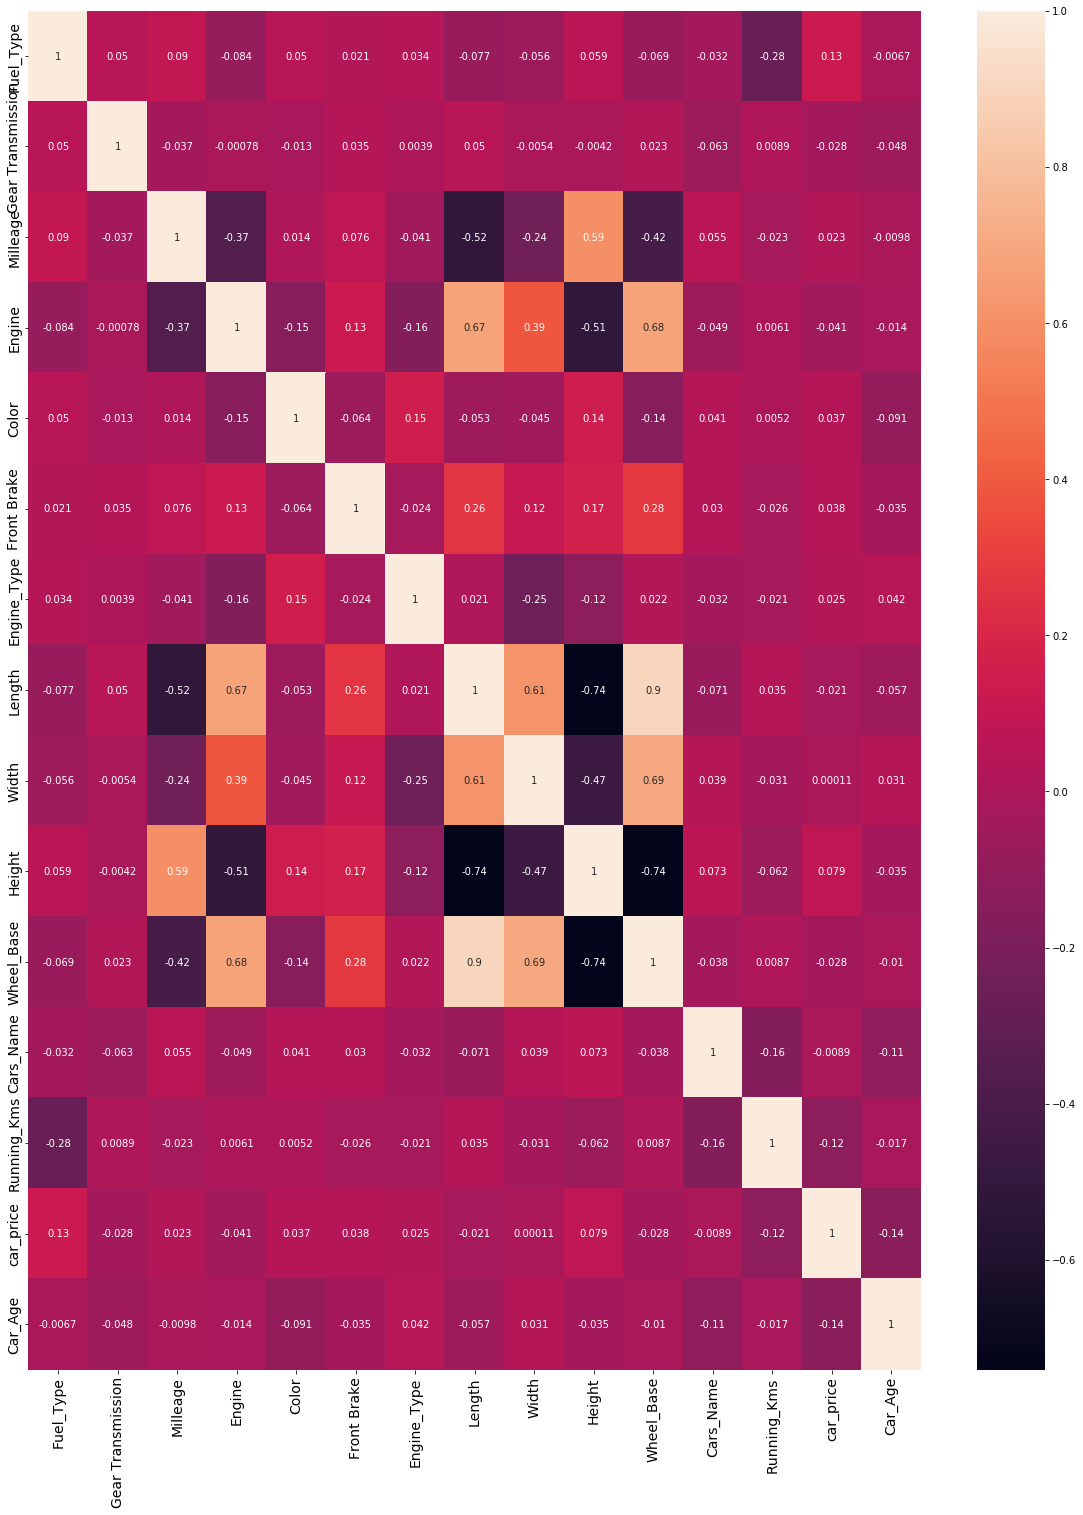 Fuel_Type 1 0.05 0.09 -0.084 0.05 0.021 0.034 -0.077 -0.056 0.059 -0.069 -0.032 -0.28 0.13 -0.0067
Gear Transmission 0.05 1 -0.037 -0.00078 -0.013 0.035 0.0039 0.05 -0.0054 -0.0042 0.023 -0.063 0.0089 -0.028 -0.048
Milleage 0.09 -0.037 1 -0.37 0.014 0.076 -0.041 -0.52 -0.24 0.59 -0.42 0.055 -0.023 0.023 -0.0098
Engine -0.084 -0.00078 -0.37 1 -0.15 0.13 -0.16 0.67 0.39 -0.51 0.68 -0.049 0.0061 -0.041 -0.014
Color 0.05 -0.013 0.014 -0.15 1 -0.064 0.15 -0.053 -0.045 0.14 -0.14 0.041 0.0052 0.037 -0.091
Front Brake 0.021 0.035 0.076 0.13 -0.064 1 -0.024 0.26 0.12 0.17 0.28 0.03 -0.026 0.038 -0.035
Engine_Type 0.034 0.0039 -0.041 -0.16 0.15 -0.024 1 0.021 -0.25 -0.12 0.022 -0.032 -0.021 0.025 0.042
Length -0.077 0.05 -0.52 0.67 -0.053 0.26 0.021 1 0.61 -0.74 0.9 -0.071 0.035 -0.021 -0.057
Width -0.056 -0.0054 -0.24 0.39 -0.045 0.12 -0.25 0.61 1 -0.47 0.69 0.039 -0.031 0.00011 0.031
Height 0.059 -0.0042 0.59 -0.51 0.14 0.17 -0.12 -0.74 -0.47 1 -0.74 0.073 -0.062 0.079 -0.035
Wheel_Base -0.069 0.023 -0.42 0.68 -0.14 0.28 0.022 0.9 0.69 -0.74 1 -0.038 0.0087 -0.028 -0.01
Cars_Name -0.032 -0.063 0.055 -0.049 0.041 0.03 -0.032 -0.071 0.039 0.073 -0.038 1 -0.16 -0.0089 -0.11
Running_Kms -0.28 0.0089 -0.023 0.0061 0.0052 -0.026 -0.021 0.035 -0.031 -0.062 0.0087 -0.16 1 -0.12 -0.017
car_price 0.13 -0.028 0.023 -0.041 0.037 0.038 0.025 -0.021 0.00011 0.079 -0.028 -0.0089 -0.12 1 -0.14
Car_Age -0.0067 -0.048 -0.0098 -0.014 -0.091 -0.035 0.042 -0.057 0.031 -0.035 -0.01 -0.11 -0.017 -0.14 1
Fuel_Type
Gear Transmission
Milleage
Engine
Color
Front Brake
Engine_Type
Length
Width
Height
Wheel_Base
Cars_Name
Running_Kms
car_price
Car_Age
1.0
0.8
0.6
0.4
0.2
0.0
−0.2
−0.4
−0.6